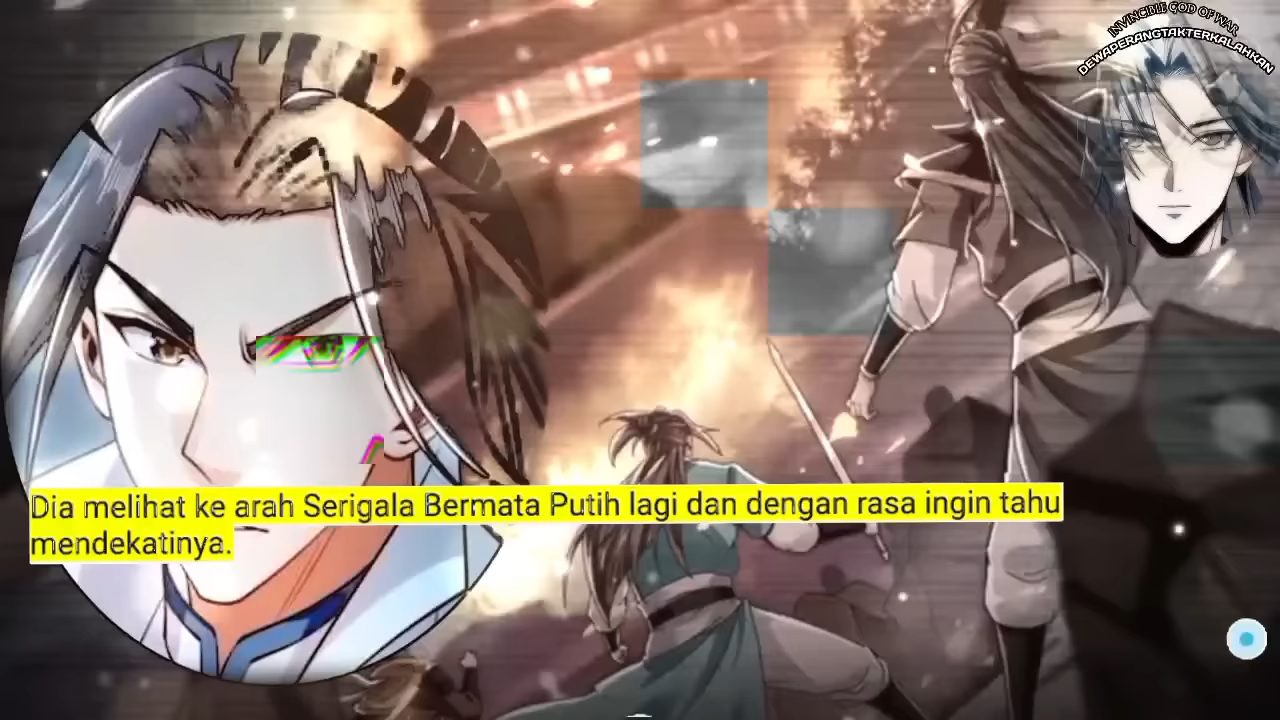 INVINCIBLE GOD OF WAR
DEWAPERANGTAKTERKALAHKAN
Dia melihat ke arah Serigala Bermata Putih lagi dan dengan rasa ingin tahu
mendekatinya.